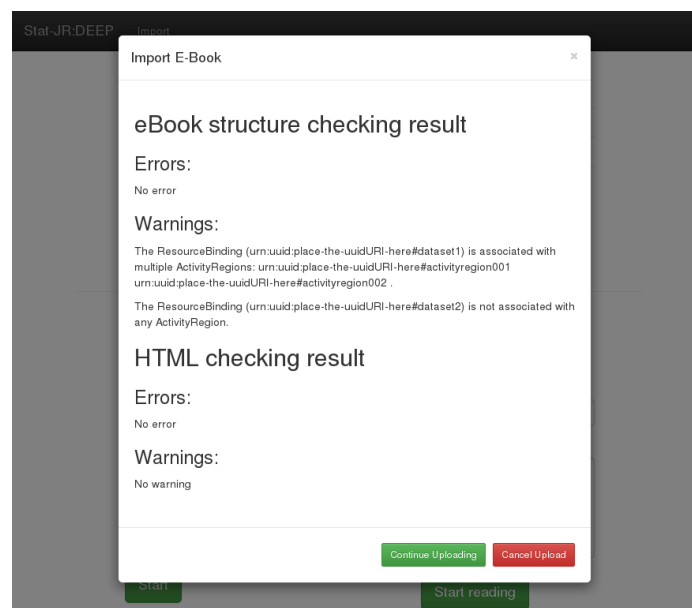 Stat-JR:DEEP Import
Import E-Book ×
eBook structure checking result
Errors:
No error
Warnings:
The ResourceBinding (urn:uuid:place-the-uuidURI-here#dataset1) is associated with
multiple ActivityRegions: urn:uuid:place-the-uuidURI-here#activityregion001
urn:uuid:place-the-uuidURI-here#activityregion002 .
The ResourceBinding (urn:uuid:place-the-uuidURI-here#dataset2) is not associated with
any ActivityRegion.
HTML checking result
Errors:
No error
Warnings:
No warning
Continue Uploading Cancel Upload
Start Start reading